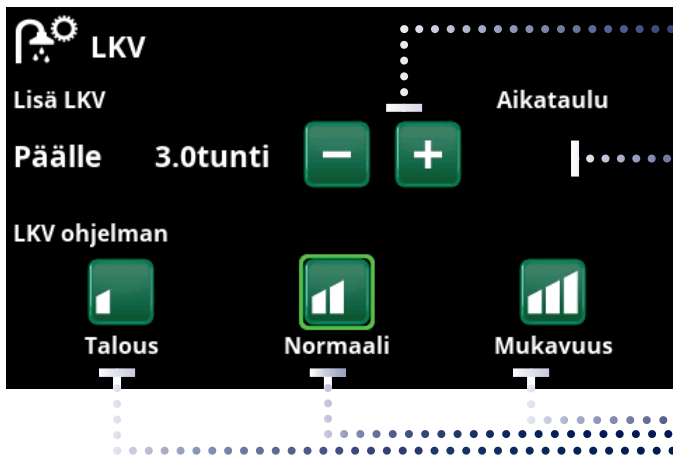 LKV
Lisä LKV
Aikataulu
Päälle 3.0tunti − +
LKV ohjelman
Talous Normaali Mukavuus